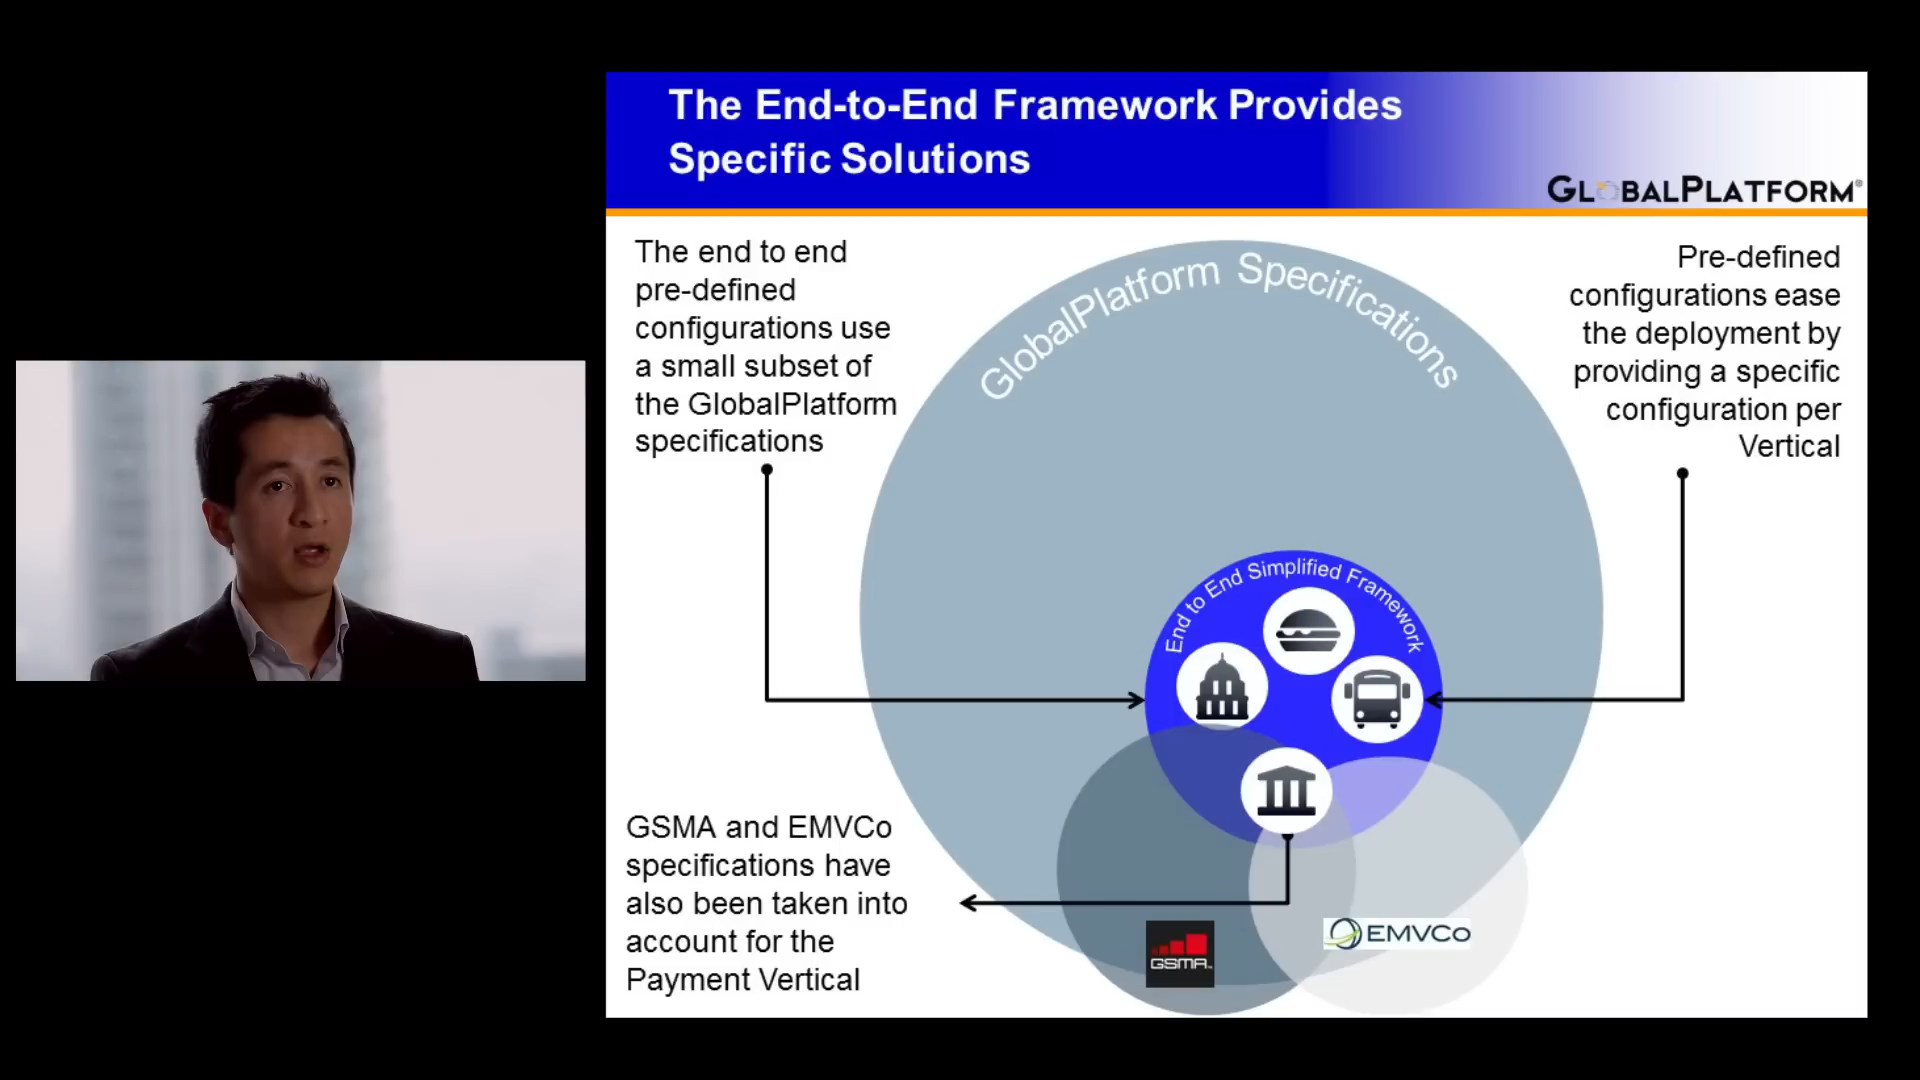 The End-to-End Framework Provides
Specific Solutions
GLOBALPLATFORM®
The end to end
pre-defined
configurations use
a small subset of
the GlobalPlatform
specifications
GlobalPlatform Specifications
Pre-defined
configurations ease
the deployment by
providing a specific
configuration per
Vertical
End to End Simplified Framework
GSMA and EMVCo
specifications have
also been taken into
account for the
Payment Vertical
GSMA™
EMVCo